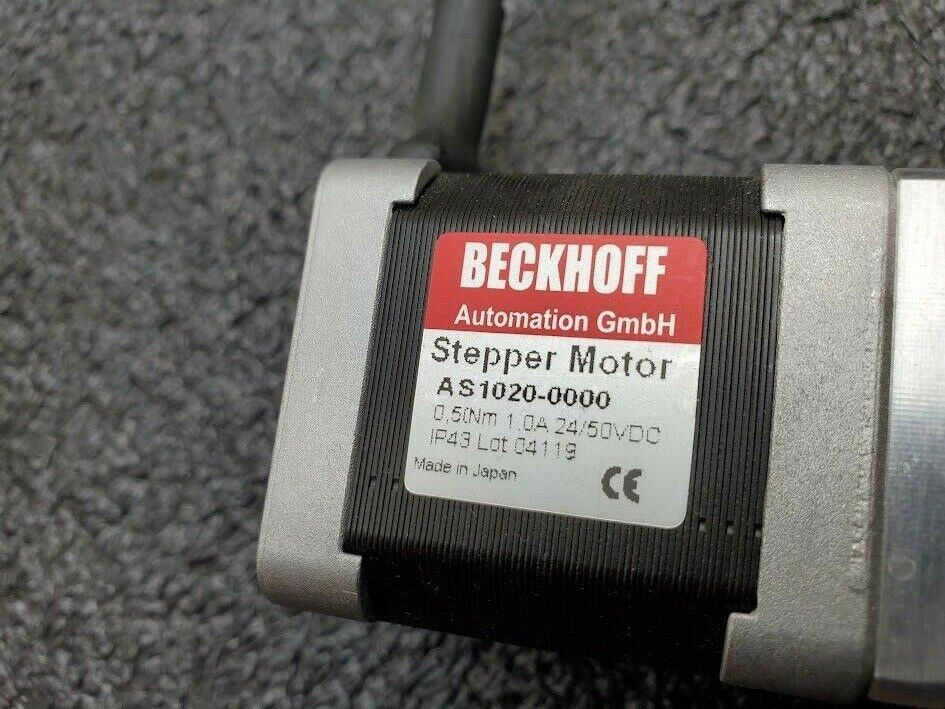 BECKHOFF
Automation GmbH
Stepper Motor
AS1020-0000
0,50Nm 1,0A 24/50VDC
IP43 Lot 04119
Made in Japan
CE